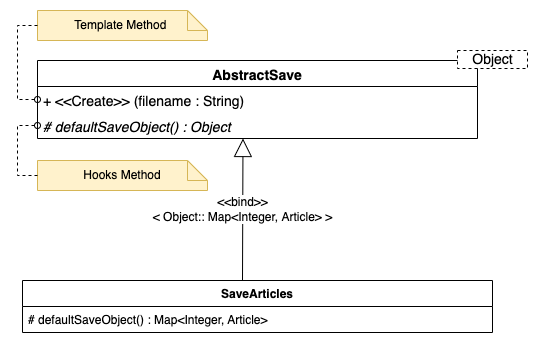 Template Method
Object
AbstractSave
+ <<Create>> (filename : String)
# defaultSaveObject() : Object
Hooks Method
<<bind>>
< Object:: Map<Integer, Article> >
SaveArticles
# defaultSaveObject() : Map<Integer, Article>